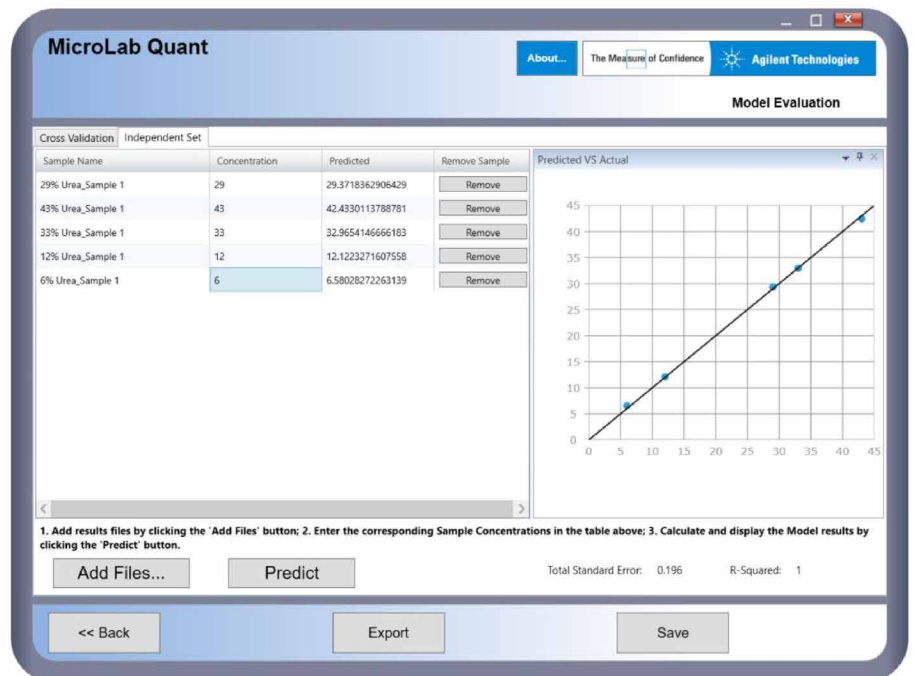 MicroLab Quant
About...
The Measure of Confidence
Agilent Technologies
Model Evaluation
Cross Validation Independent Set
Sample Name Concentration Predicted Remove Sample
29% Urea_Sample 1 29 29.3718362906429 Remove
43% Urea_Sample 1 43 42.4330113788781 Remove
33% Urea_Sample 1 33 32.9654146666183 Remove
12% Urea_Sample 1 12 12.1223271607558 Remove
6% Urea_Sample 1 6 6.58028272263139 Remove
Predicted VS Actual
45
40
35
30
25
20
15
10
5
0
0 5 10 15 20 25 30 35 40 45
1. Add results files by clicking the 'Add Files' button; 2. Enter the corresponding Sample Concentrations in the table above; 3. Calculate and display the Model results by
clicking the 'Predict' button.
Add Files... Predict Total Standard Error: 0.196 R-Squared: 1
<< Back Export Save